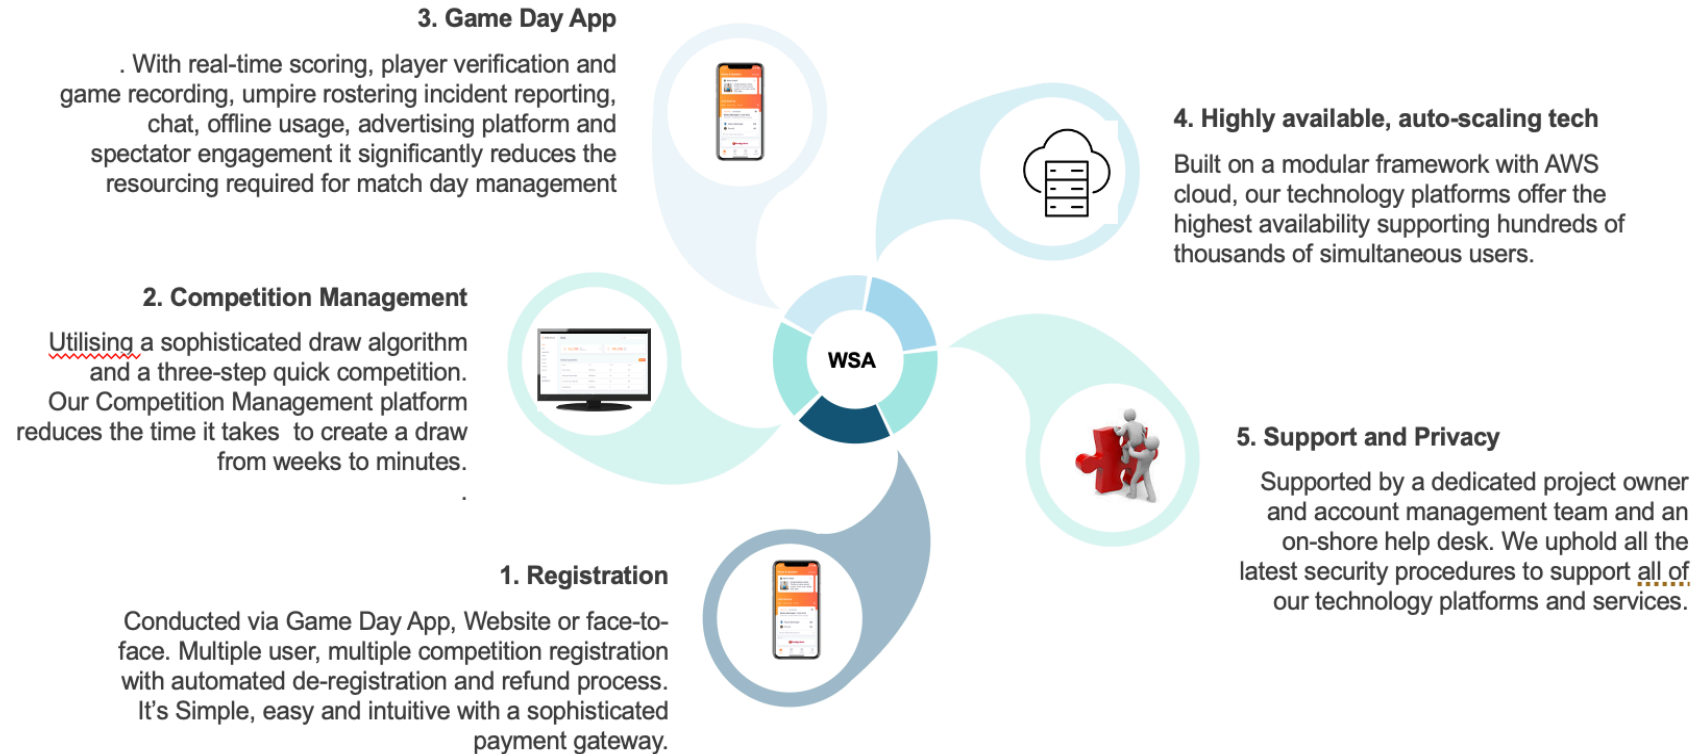 3. Game Day App
. With real-time scoring, player verification and
game recording, umpire rostering incident reporting,
chat, offline usage, advertising platform and
spectator engagement it significantly reduces the
resourcing required for match day management
4. Highly available, auto-scaling tech
Built on a modular framework with AWS
cloud, our technology platforms offer the
highest availability supporting hundreds of
thousands of simultaneous users.
2. Competition Management
Utilising a sophisticated draw algorithm
and a three-step quick competition.
Our Competition Management platform
reduces the time it takes  to create a draw
from weeks to minutes.
.
WSA
5. Support and Privacy
Supported by a dedicated project owner
and account management team and an
on-shore help desk. We uphold all the
latest security procedures to support all of
our technology platforms and services.
1. Registration
Conducted via Game Day App, Website or face-to-
face. Multiple user, multiple competition registration
with automated de-registration and refund process.
It’s Simple, easy and intuitive with a sophisticated
payment gateway.